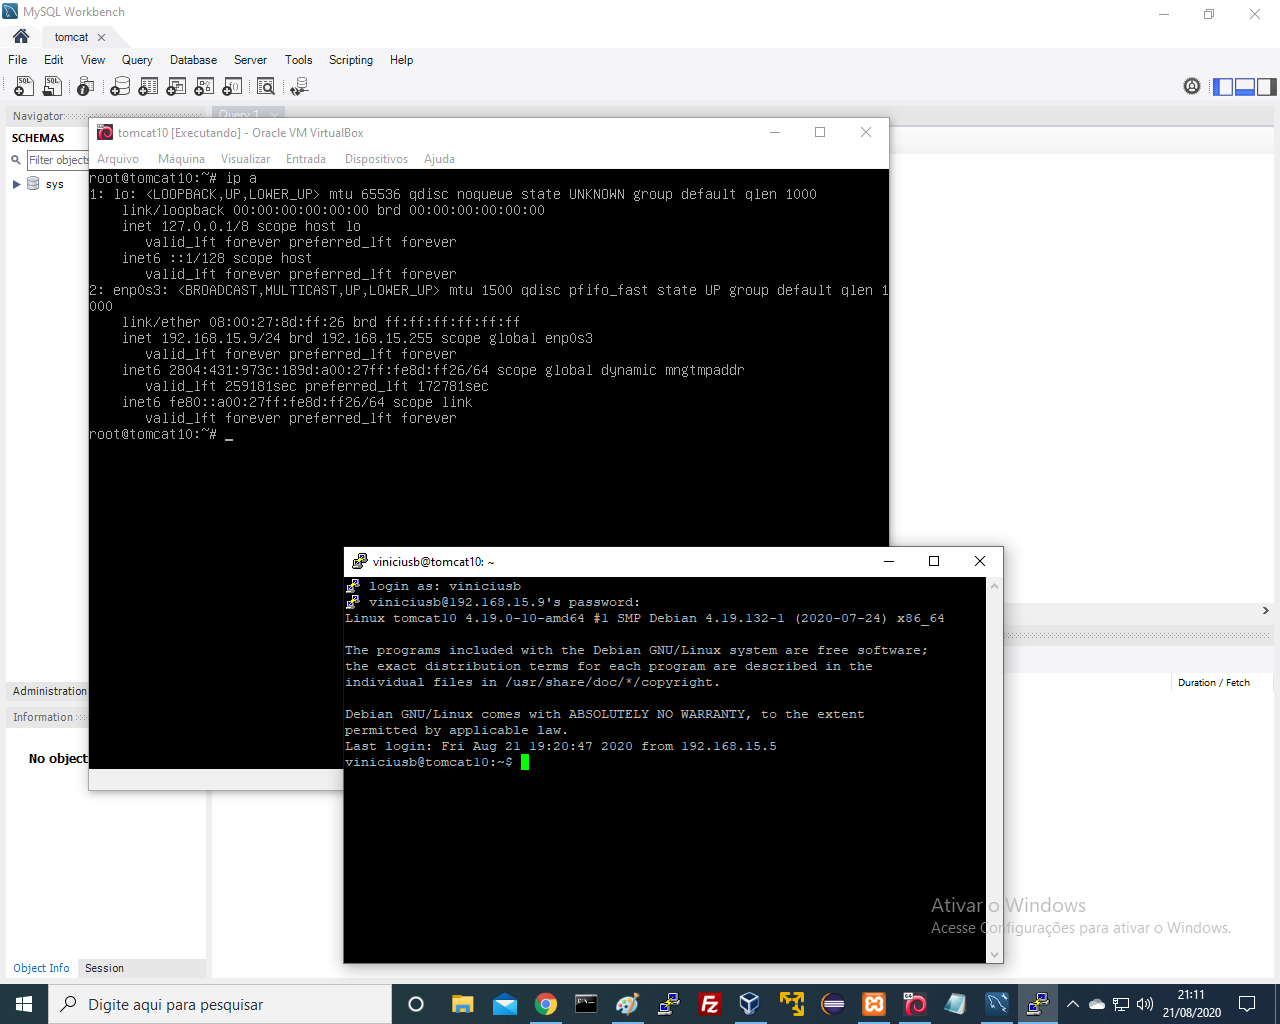 MySQL Workbench
tomcat
File Edit View Query Database Server Tools Scripting Help
Navigator
Query 1
SCHEMAS
Filter objects
sys
tomcat10 [Executando] - Oracle VM VirtualBox
Arquivo Máquina Visualizar Entrada Dispositivos Ajuda
root@tomcat10:~# ip a
1: lo: <LOOPBACK,UP,LOWER_UP> mtu 65536 qdisc noqueue state UNKNOWN group default qlen 1000
link/loopback 00:00:00:00:00:00 brd 00:00:00:00:00:00
inet 127.0.0.1/8 scope host lo
valid_lft forever preferred_lft forever
inet6 ::1/128 scope host
valid_lft forever preferred_lft forever
2: enp0s3: <BROADCAST,MULTICAST,UP,LOWER_UP> mtu 1500 qdisc pfifo_fast state UP group default qlen 1
000
link/ether 08:00:27:8d:ff:26 brd ff:ff:ff:ff:ff:ff
inet 192.168.15.9/24 brd 192.168.15.255 scope global enp0s3
valid_lft forever preferred_lft forever
inet6 2804:431:973c:189d:a00:27ff:fe8d:ff26/64 scope global dynamic mngtmpaddr
valid_lft 259181sec preferred_lft 172781sec
inet6 fe80::a00:27ff:fe8d:ff26/64 scope link
valid_lft forever preferred_lft forever
root@tomcat10:~# _
viniciusb@tomcat10: ~
login as: viniciusb
viniciusb@192.168.15.9's password:
Linux tomcat10 4.19.0-10-amd64 #1 SMP Debian 4.19.132-1 (2020-07-24) x86_64
The programs included with the Debian GNU/Linux system are free software;
the exact distribution terms for each program are described in the
individual files in /usr/share/doc/*/copyright.
Debian GNU/Linux comes with ABSOLUTELY NO WARRANTY, to the extent
permitted by applicable law.
Last login: Fri Aug 21 19:20:47 2020 from 192.168.15.5
viniciusb@tomcat10:~$
Administration
Information
No object
Duration / Fetch
Ativar o Windows
Acesse Configurações para ativar o Windows.
Object Info Session
Digite aqui para pesquisar
21:11
21/08/2020